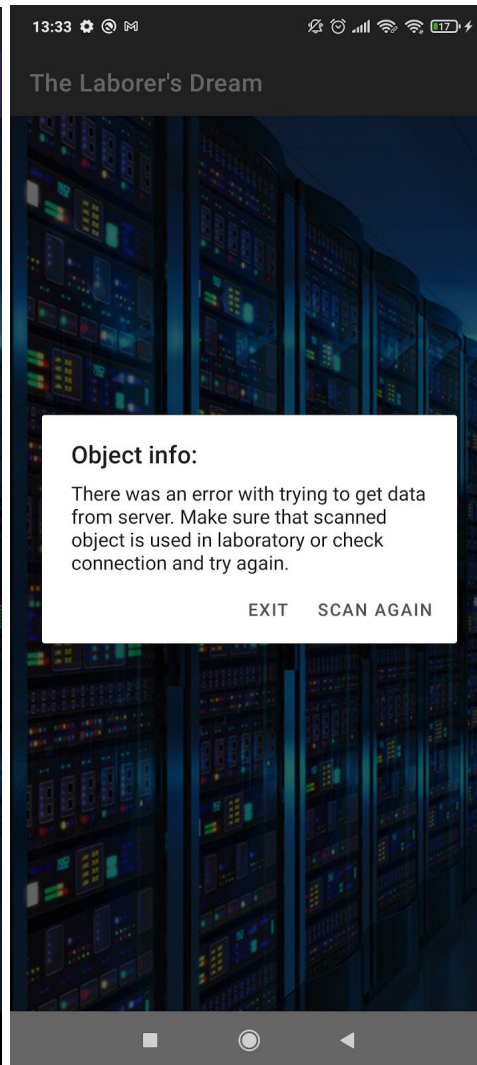 13:33
17
The Laborer's Dream
Object info:
There was an error with trying to get data
from server. Make sure that scanned
object is used in laboratory or check
connection and try again.
EXIT SCAN AGAIN